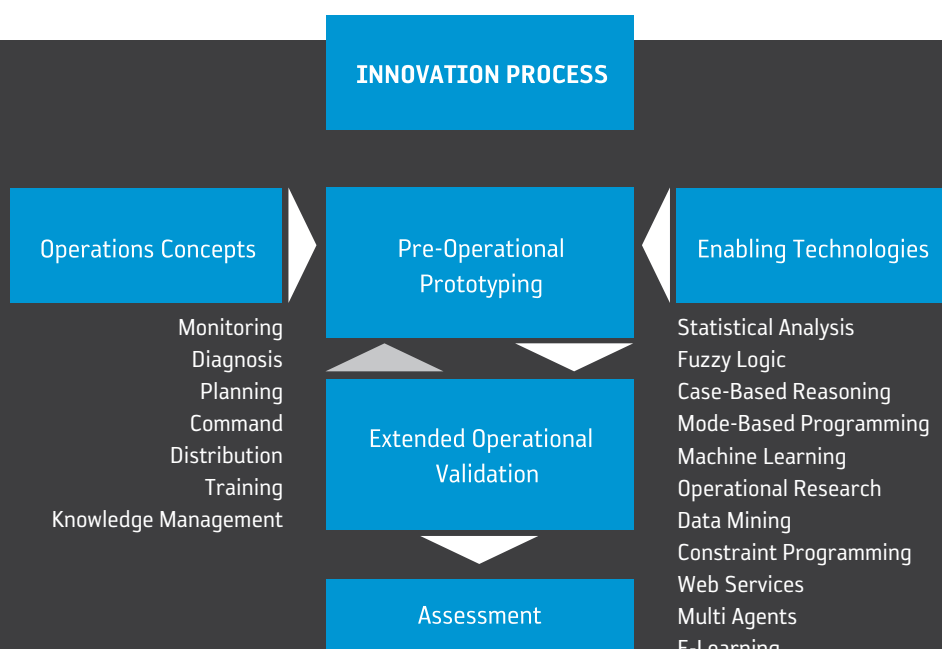 INNOVATION PROCESS
Operations Concepts
Monitoring
Diagnosis
Planning
Command
Distribution
Training
Knowledge Management
Pre-Operational
Prototyping
Extended Operational
Validation
Assessment
Enabling Technologies
Statistical Analysis
Fuzzy Logic
Case-Based Reasoning
Mode-Based Programming
Machine Learning
Operational Research
Data Mining
Constraint Programming
Web Services
Multi Agents
E-Learning